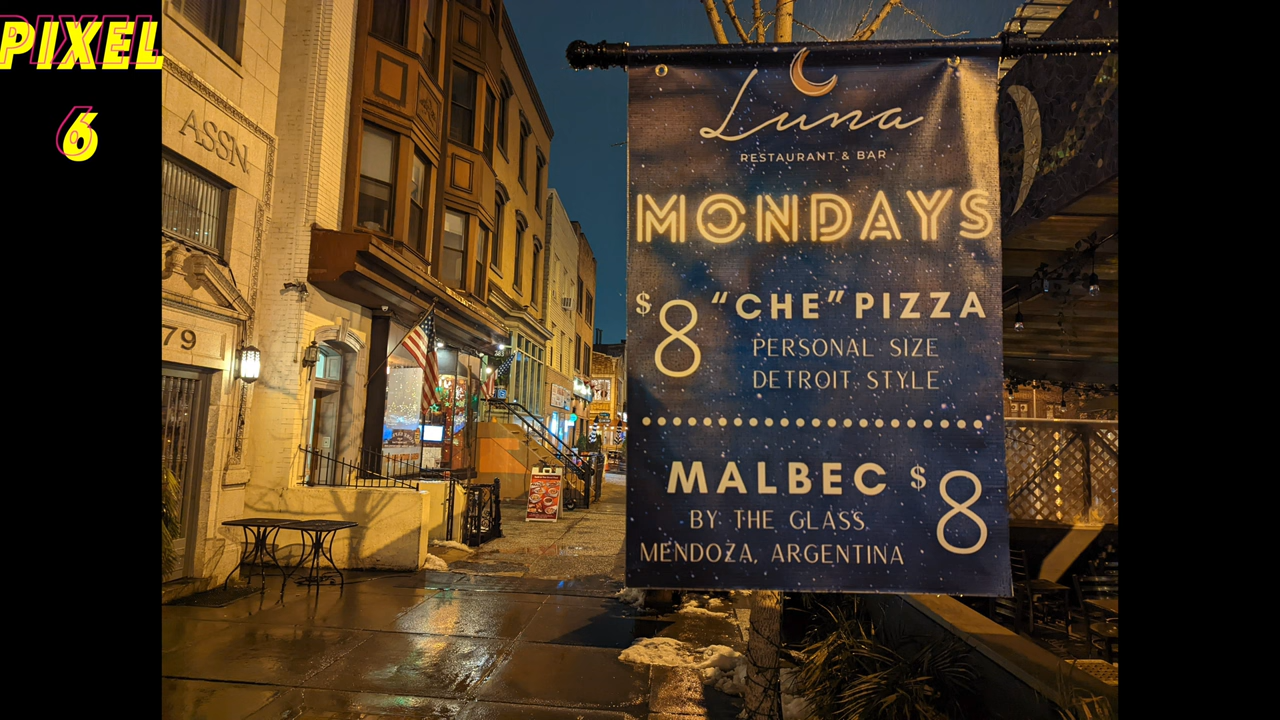 PIXEL
6
ASSN
79
Luna
RESTAURANT & BAR
MONDAYS
$8 "CHE" PIZZA
PERSONAL SIZE
DETROIT STYLE
MALBEC $8
BY THE GLASS
MENDOZA, ARGENTINA